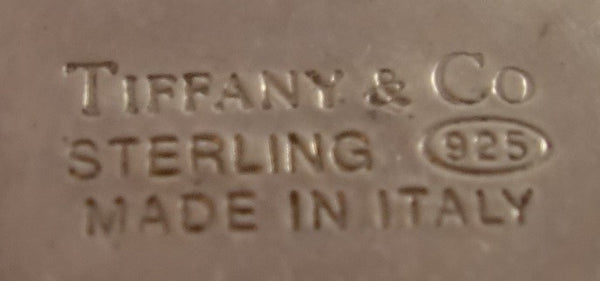 TIFFANY & Co
STERLING 925
MADE IN ITALY